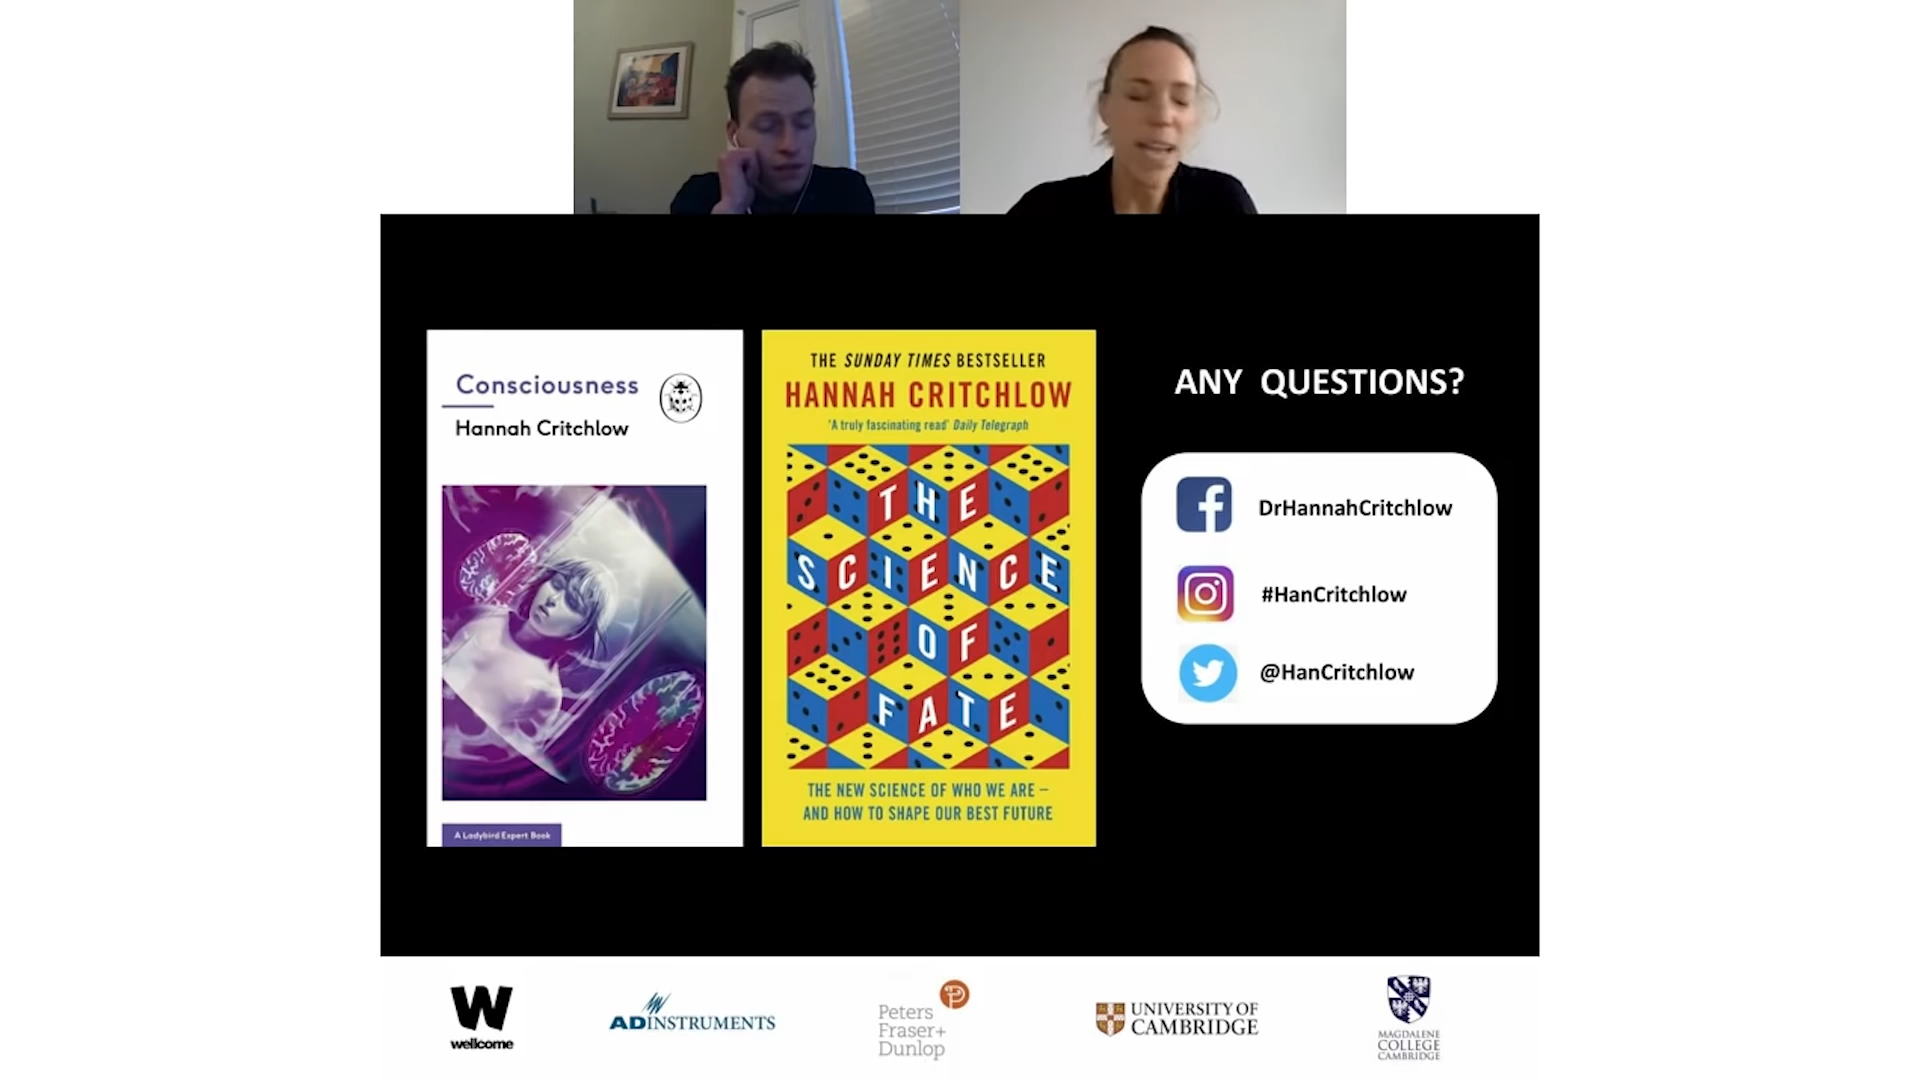 Consciousness
Hannah Critchlow
A Ladybird Expert Book
THE SUNDAY TIMES BESTSELLER
HANNAH CRITCHLOW
'A truly fascinating read' Daily Telegraph
THE
SCIENCE
OF
FATE
THE NEW SCIENCE OF WHO WE ARE –
AND HOW TO SHAPE OUR BEST FUTURE
ANY QUESTIONS?
DrHannahCritchlow
#HanCritchlow
@HanCritchlow
W
wellcome
ADINSTRUMENTS
Peters
Fraser+
Dunlop
P
UNIVERSITY OF
CAMBRIDGE
MAGDALENE
COLLEGE
CAMBRIDGE